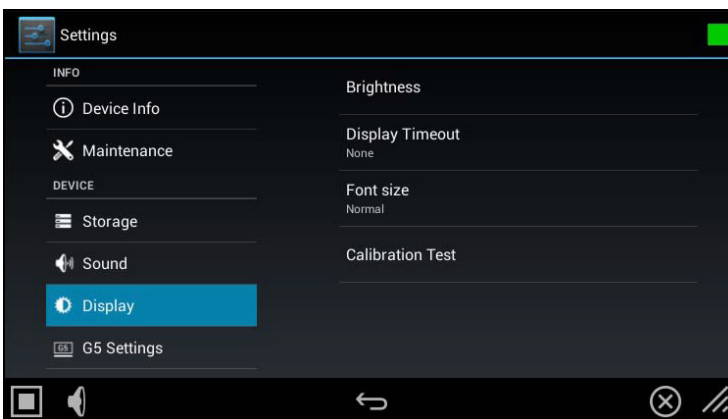 Settings
INFO
Device Info
Maintenance
DEVICE
Storage
Sound
Display
G5 G5 Settings
Brightness
Display Timeout
None
Font size
Normal
Calibration Test